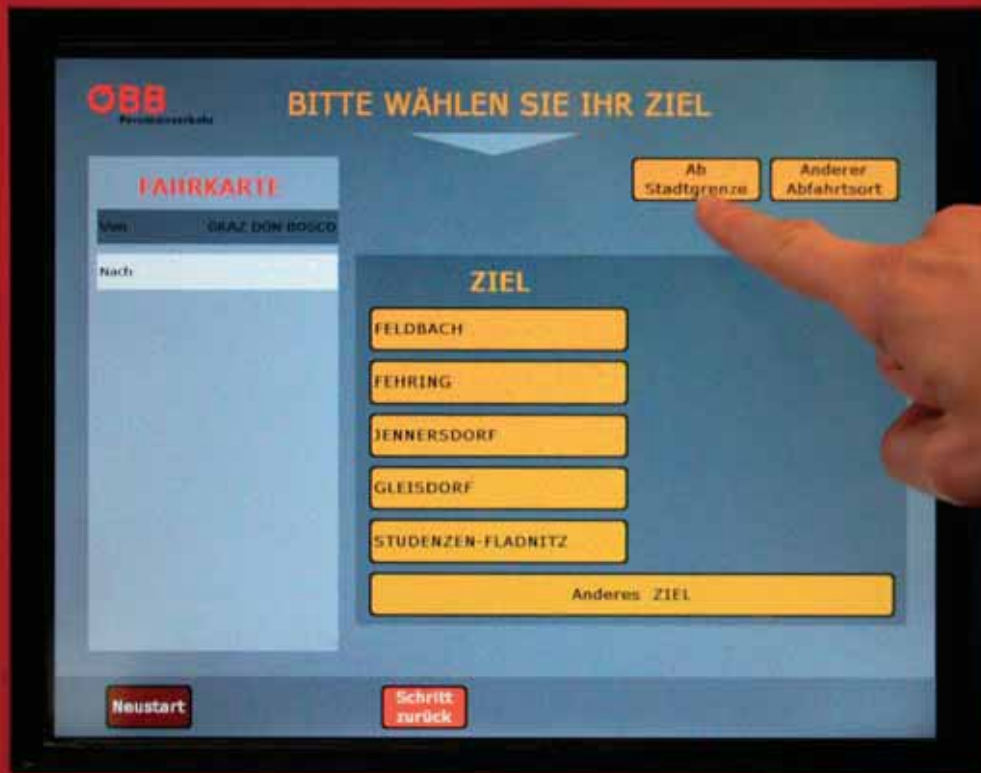 ÖBB
Personenverkehr
BITTE WÄHLEN SIE IHR ZIEL
Ab
Stadtgrenze
Anderer
Abfahrtsort
FAHRKARTE
Von GRAZ DON BOSCO
Nach
ZIEL
FELDBACH
FEHRING
JENNERSDORF
GLEISDORF
STUDENZEN-FLADNITZ
Anderes ZIEL
Neustart
Schritt
zurück